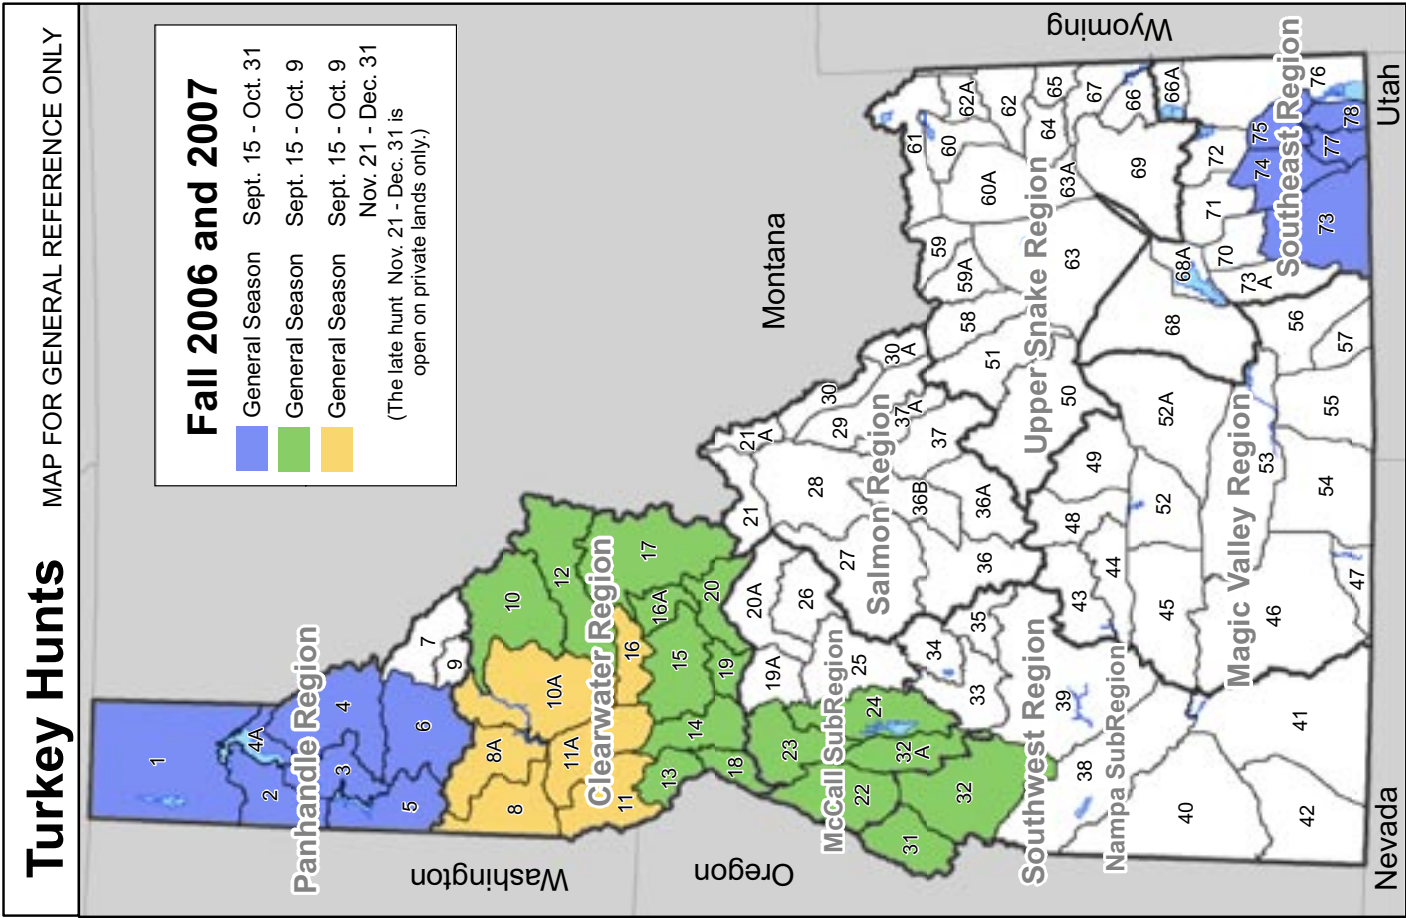 Turkey Hunts MAP FOR GENERAL REFERENCE ONLY
Fall 2006 and 2007
General Season Sept. 15 - Oct. 31
General Season Sept. 15 - Oct. 9
General Season Sept. 15 - Oct. 9
Nov. 21 - Dec. 31
(The late hunt Nov. 21 - Dec. 31 is
open on private lands only.)
Washington
Oregon
Montana
Wyoming
Nevada
Utah
Panhandle Region
Clearwater Region
McCall SubRegion
Southwest Region
Nampa SubRegion
Salmon Region
Magic Valley Region
Upper Snake Region
Southeast Region
1
2
3
4
4A
5
6
7
9
8
8A
10
10A
11
11A
12
13
14
15
16
16A
17
18
19
19A
20
20A
21
21
A
22
23
24
25
26
27
28
29
30
30
A
31
32
32
A
33
34
35
36
36A
36B
37
37
A
38
39
40
41
42
43
44
45
46
47
48
49
50
51
52
52A
53
54
55
56
57
58
59
59A
60
60A
61
62
62A
63
63A
64
65
66
66A
67
68
68A
69
70
71
72
73
73
A
74
75
76
77
78